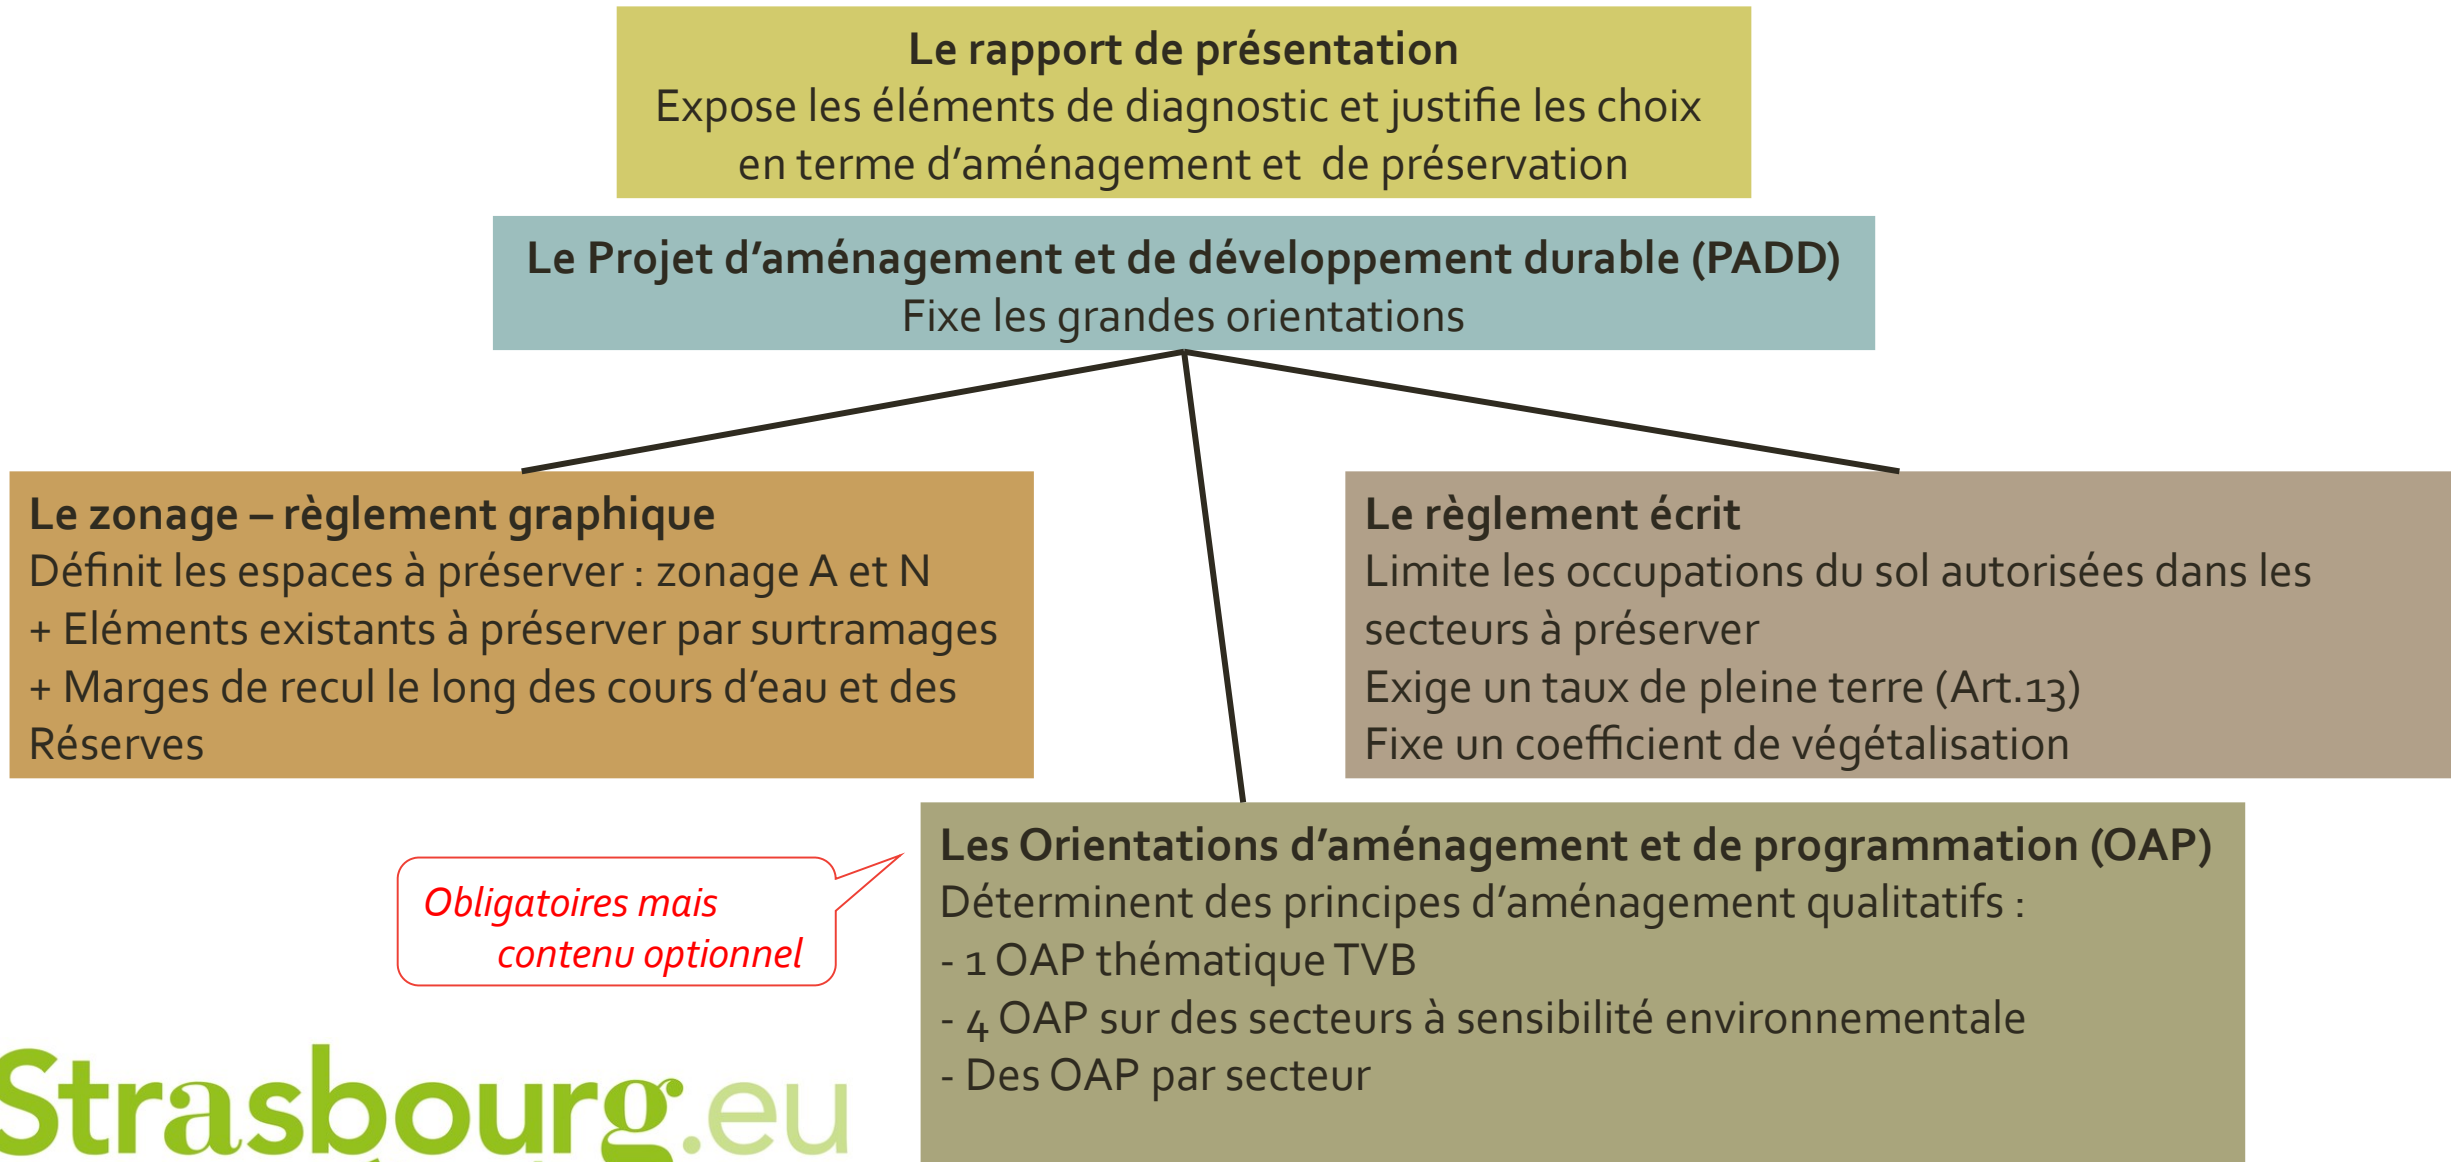 Le rapport de présentation
Expose les éléments de diagnostic et justifie les choix
en terme d’aménagement et de préservation
Le Projet d’aménagement et de développement durable (PADD)
Fixe les grandes orientations
Le zonage – règlement graphique
Définit les espaces à préserver : zonage A et N
+ Eléments existants à préserver par surtramages
+ Marges de recul le long des cours d’eau et des
Réserves
Le règlement écrit
Limite les occupations du sol autorisées dans les
secteurs à préserver
Exige un taux de pleine terre (Art.13)
Fixe un coefficient de végétalisation
Les Orientations d’aménagement et de programmation (OAP)
Déterminent des principes d’aménagement qualitatifs :
- 1 OAP thématique TVB
- 4 OAP sur des secteurs à sensibilité environnementale
- Des OAP par secteur
Obligatoires mais
contenu optionnel
Strasbourg.eu